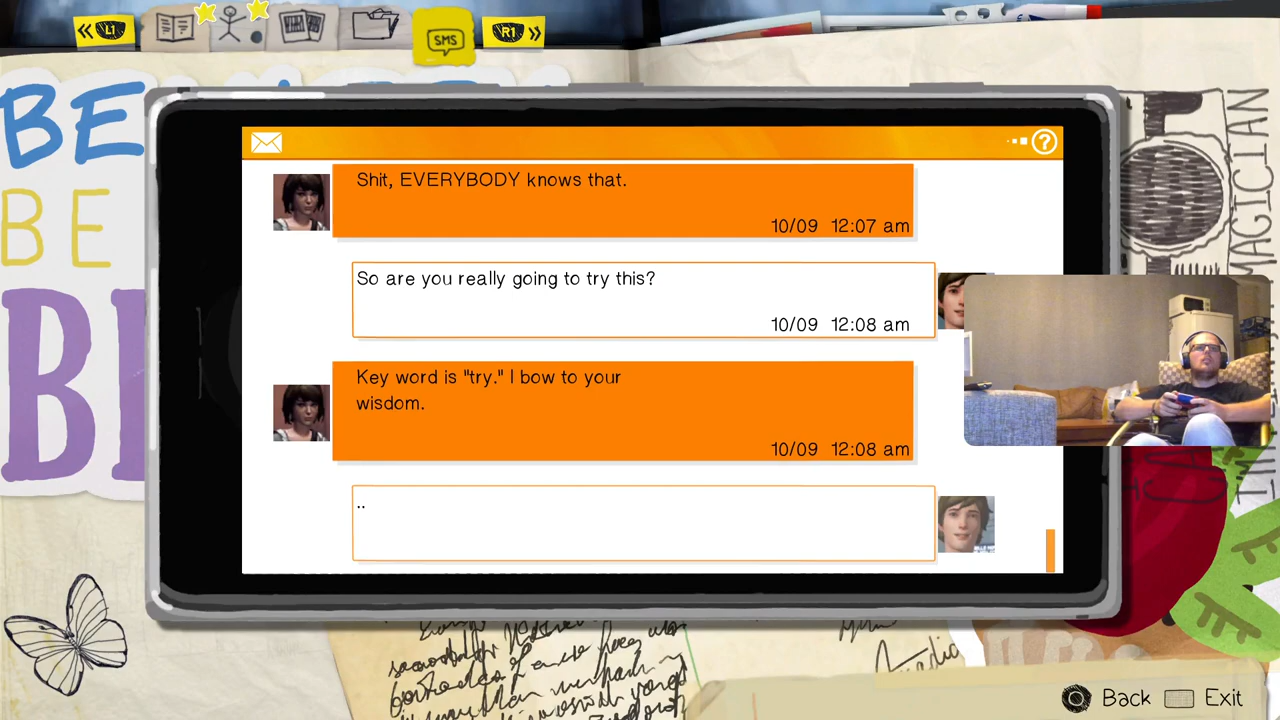 L1
SMS
R1
BE
BE
Shit, EVERYBODY knows that.
10/09 12:07 am
So are you really going to try this?
10/09 12:08 am
Key word is "try." I bow to your
wisdom.
10/09 12:08 am
..
?
MAGICIAN
Back
Exit